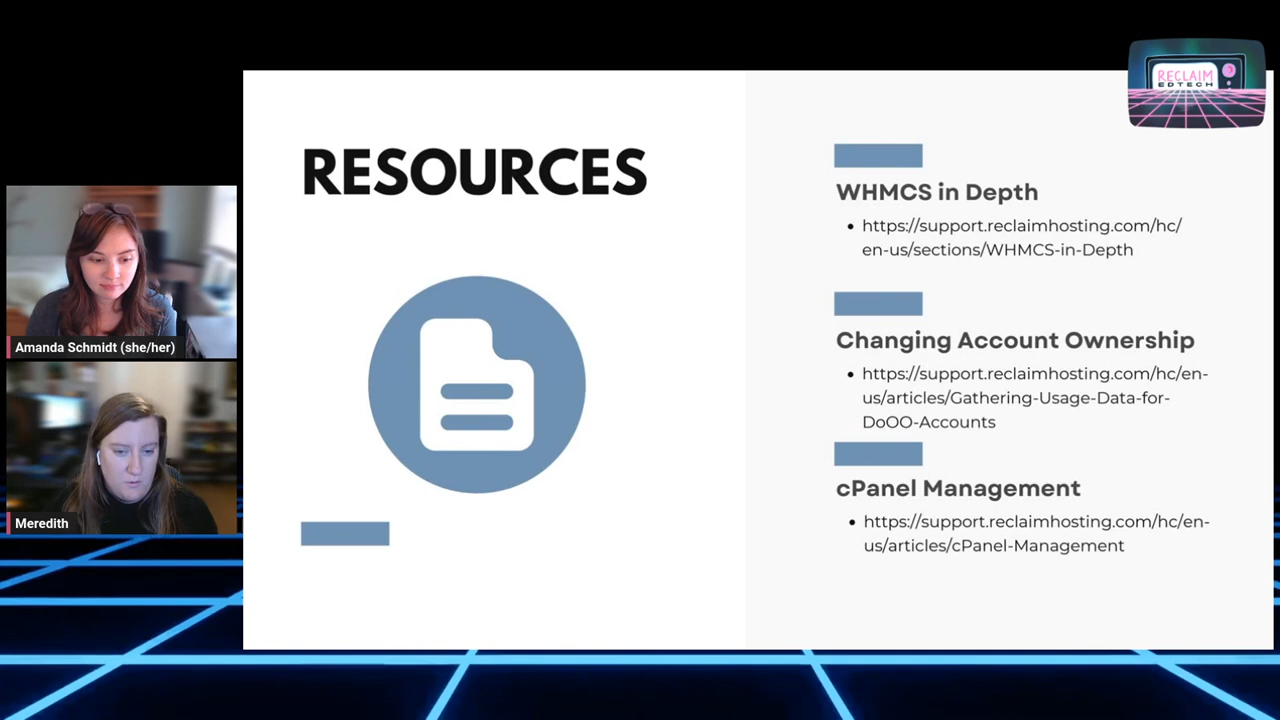 RECLAIM
EDTECH
RESOURCES
WHMCS in Depth
• https://support.reclaimhosting.com/hc/
en-us/sections/WHMCS-in-Depth
Changing Account Ownership
• https://support.reclaimhosting.com/hc/en-
us/articles/Gathering-Usage-Data-for-
DoOO-Accounts
cPanel Management
• https://support.reclaimhosting.com/hc/en-
us/articles/cPanel-Management
Amanda Schmidt (she/her)
Meredith